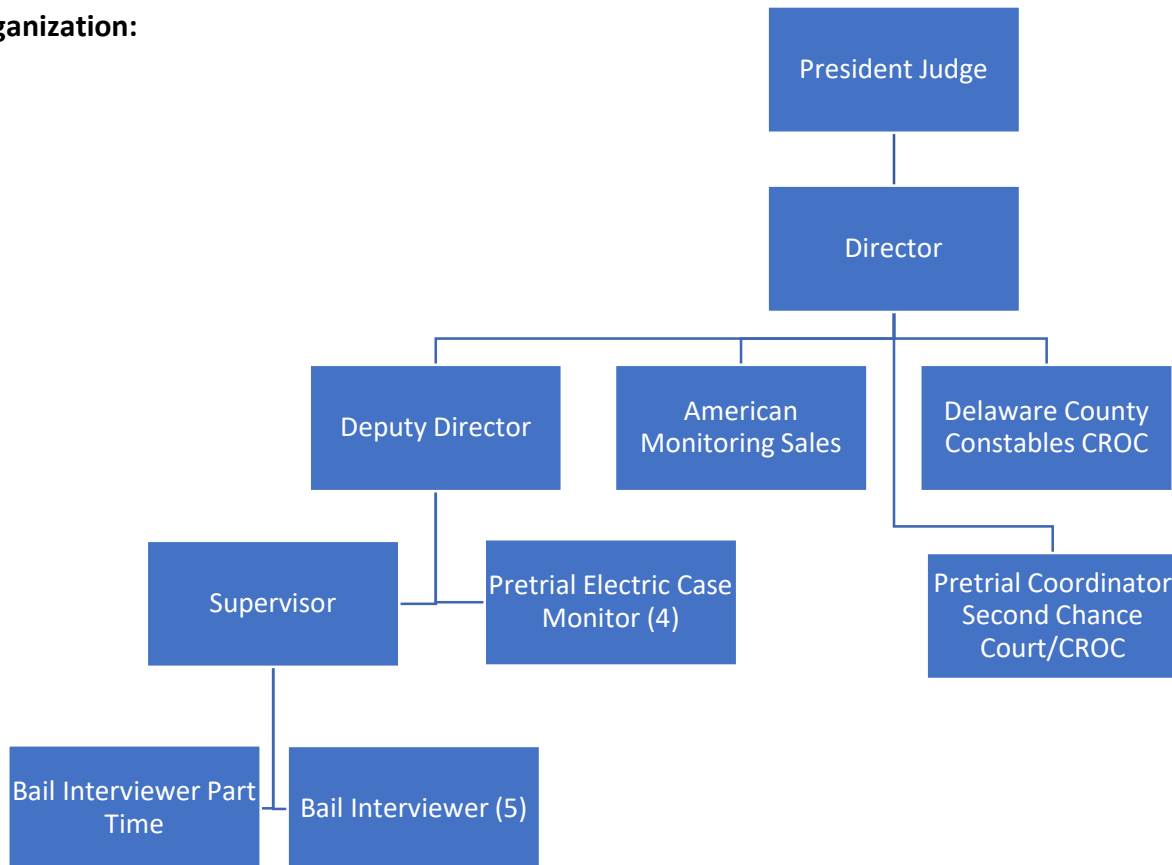 ganization:
President Judge
Director
Deputy Director
American
Monitoring Sales
Delaware County
Constables CROC
Supervisor
Pretrial Electric Case
Monitor (4)
Pretrial Coordinator
Second Chance
Court/CROC
Bail Interviewer Part
Time
Bail Interviewer (5)